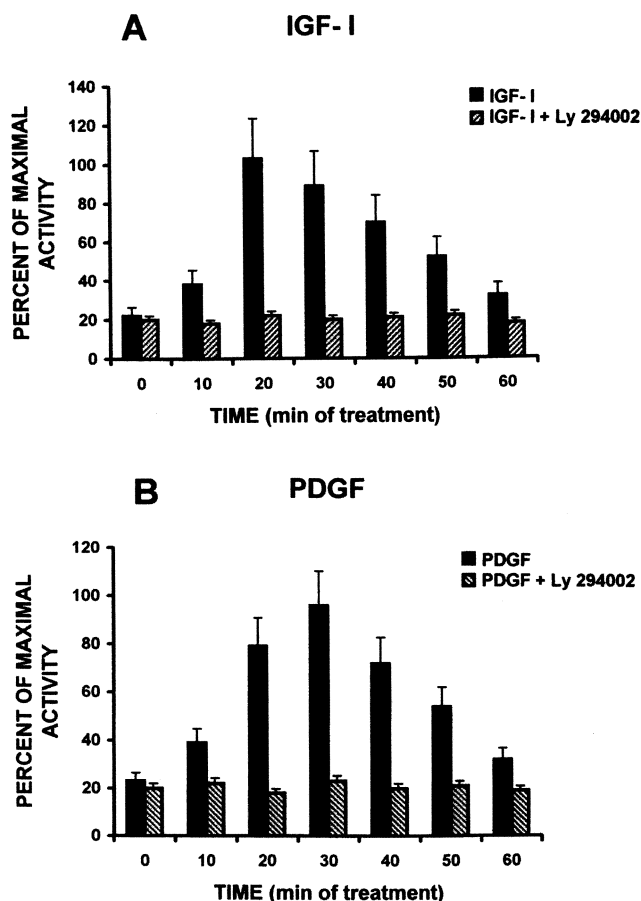 A
IGF- I
PERCENT OF MAXIMAL
ACTIVITY
140
120
100
80
60
40
20
0
IGF- I
IGF- I + Ly 294002
0 10 20 30 40 50 60
TIME (min of treatment)
B
PDGF
PERCENT OF MAXIMAL
ACTIVITY
120
100
80
60
40
20
0
PDGF
PDGF + Ly 294002
0 10 20 30 40 50 60
TIME (min of treatment)